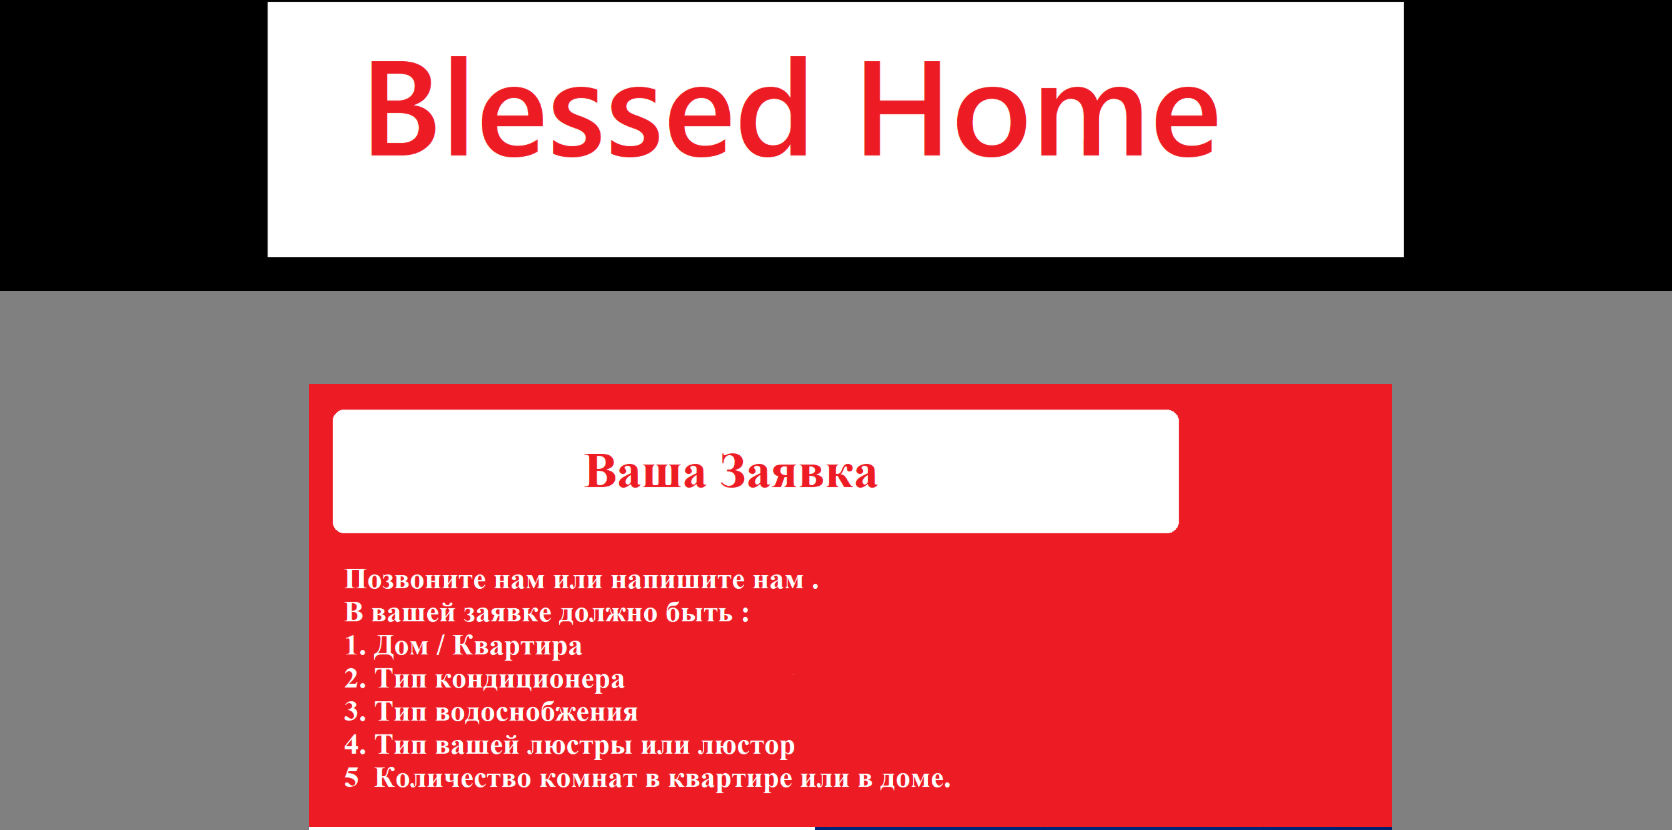 Blessed Home
Ваша Заявка
Позвоните нам или напишите нам .
В вашей заявке должно быть :
1. Дом / Квартира
2. Тип кондиционера
3. Тип водоснобжения
4. Тип вашей люстры или люстор
5  Количество комнат в квартире или в доме.